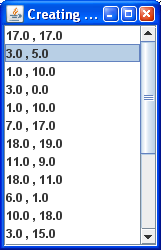 Creating ...
17.0 , 17.0
3.0 , 5.0
1.0 , 10.0
3.0 , 0.0
1.0 , 10.0
7.0 , 17.0
18.0 , 19.0
11.0 , 9.0
18.0 , 11.0
6.0 , 1.0
10.0 , 18.0
3.0 , 15.0